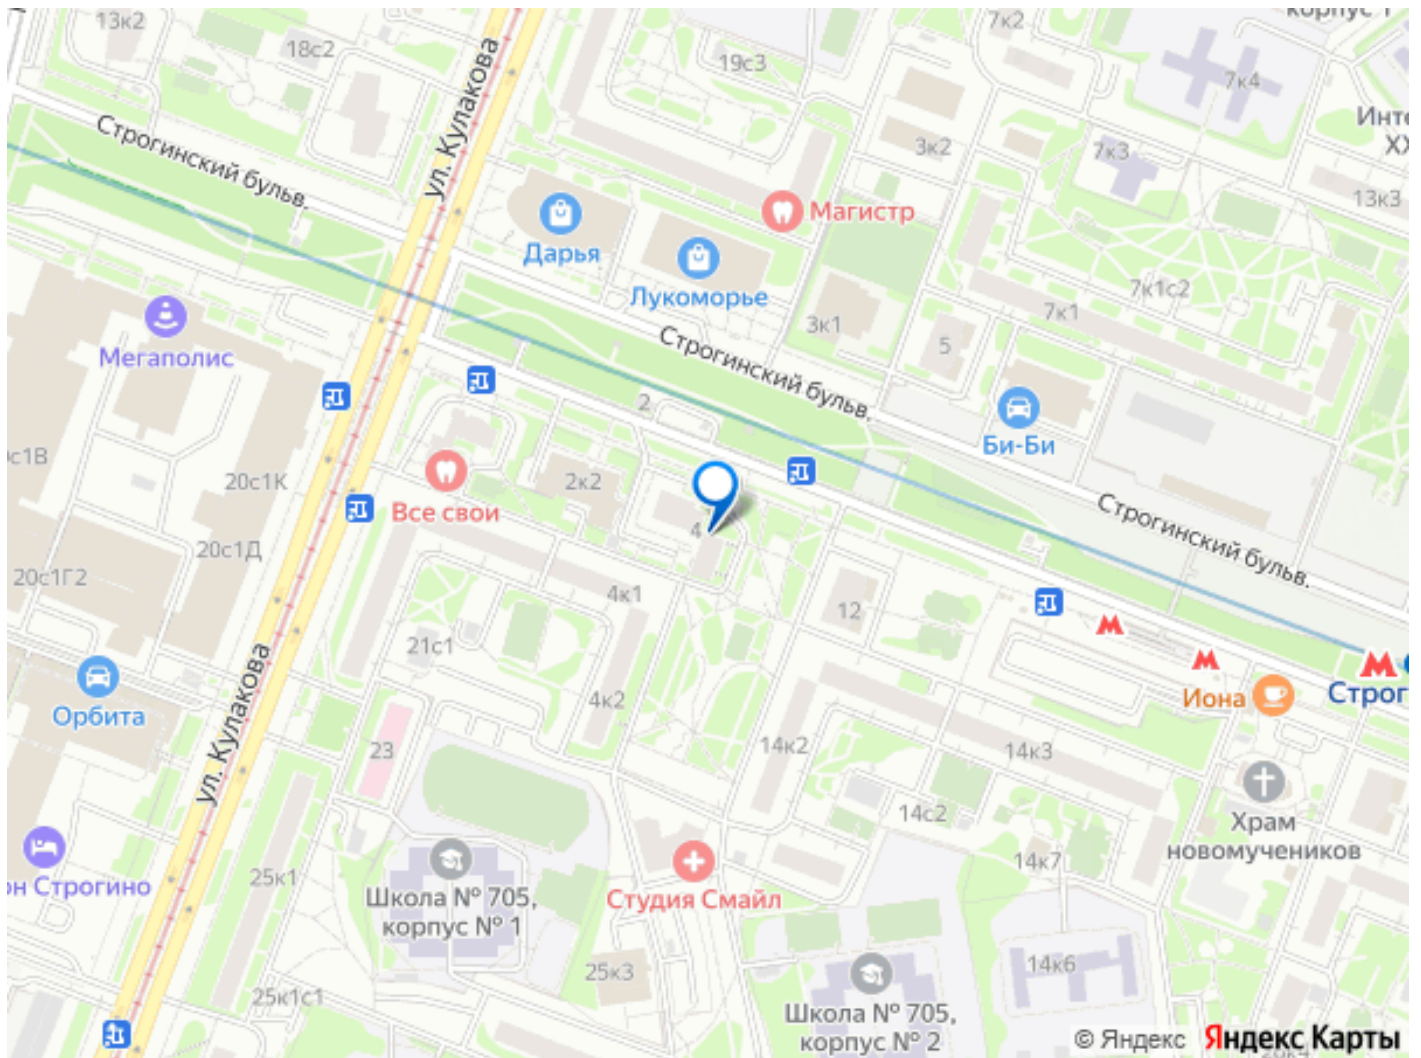 13к2
18с2
ул. Кулакова
19с3
7к2
корпус 1
7к4
Строгинский бульв.
3к2
7к3
13к3
Магистр
Дарья
Лукоморье
Мегаполис
3к1
7к1с2
7к1
5
Строгинский бульв.
2
Би-Би
20с1К
2к2
Все свои
4
Строгинский бульв.
20с1Д
20с1Г2
4к1
12
21с1
Орбита
4к2
Иона
ул. Кулакова
23
14к2
14к3
14с2
Храм
новомучеников
14к7
25к1
Школа № 705,
корпус № 1
Студия Смайл
25к3
14к6
25к1с1
Школа № 705,
корпус № 2
© Яндекс Яндекс Карты